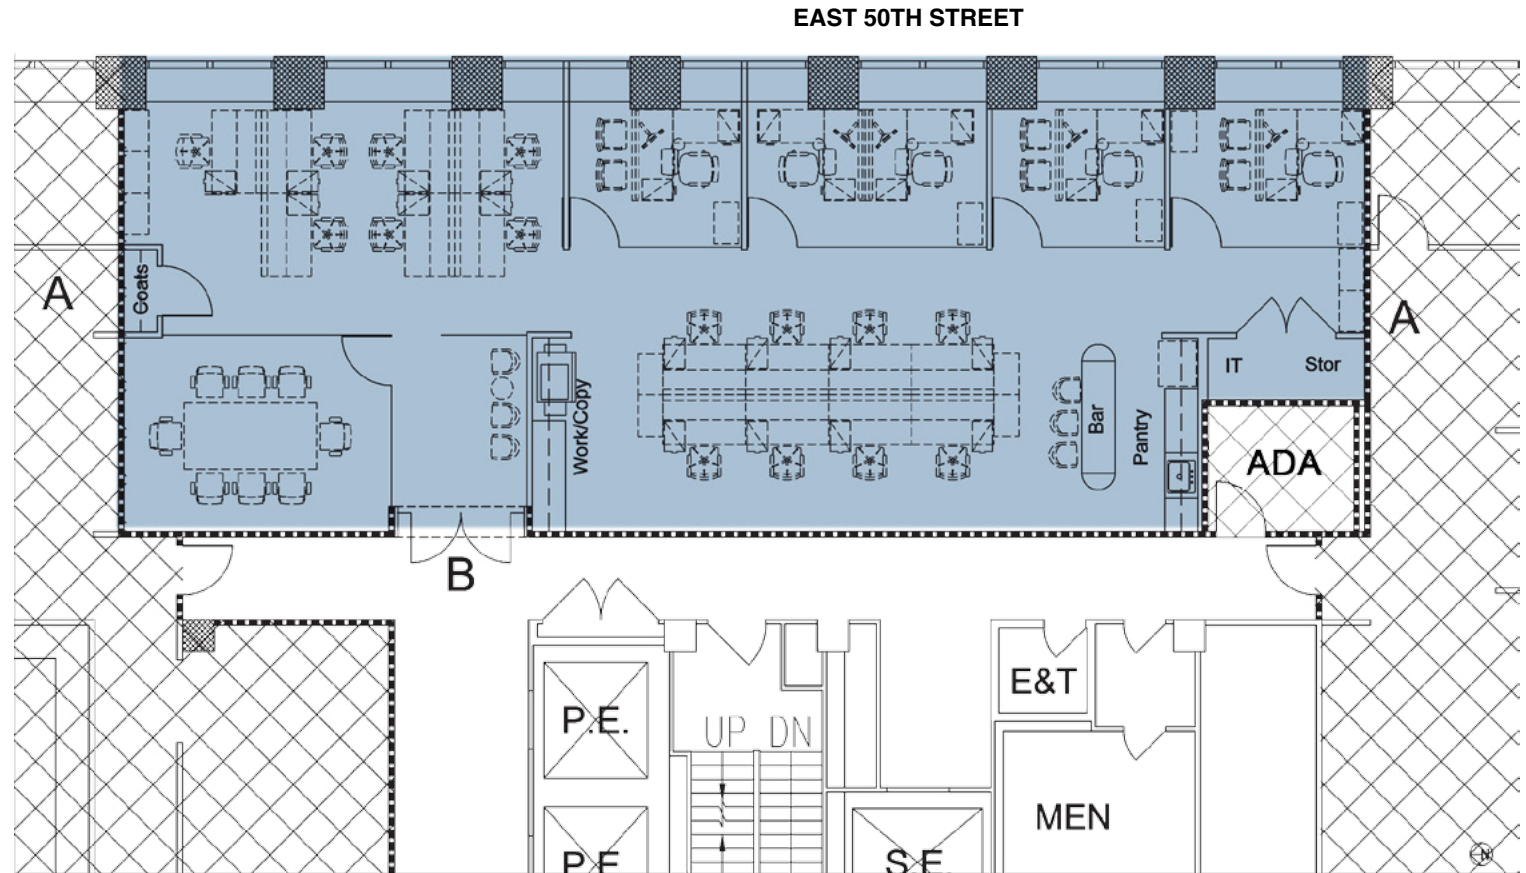 EAST 50TH STREET
Coats
A
A
IT
Stor
Work/Copy
Bar
Pantry
ADA
B
E&T
P.E.
UP
DN
MEN
P.E.
S.E.
N